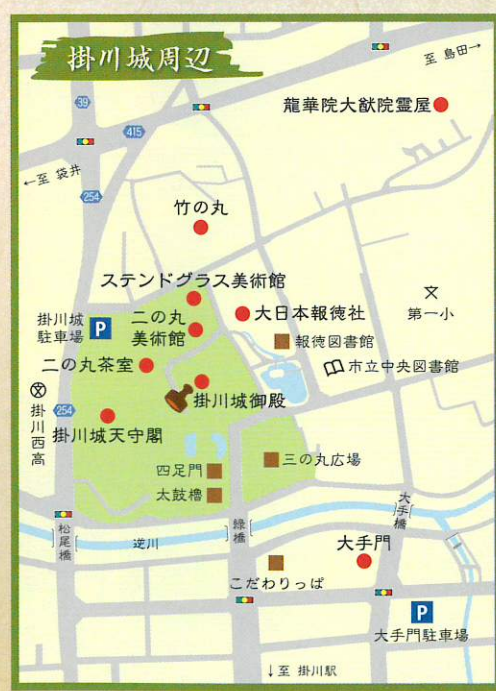 掛川城周辺
至 島田→
39
415
龍華院大猷院霊屋
←至 袋井
254
竹の丸
ステンドグラス美術館
掛川城
駐車場
P
二の丸
美術館
大日本報徳社
文
第一小
報徳図書館
二の丸茶室
市立中央図書館
文
掛川西高
254
掛川城御殿
掛川城天守閣
四足門
三の丸広場
太鼓櫓
松尾橋
逆川
緑橋
大手橋
大手門
こだわりっぱ
P
大手門駐車場
↓至 掛川駅